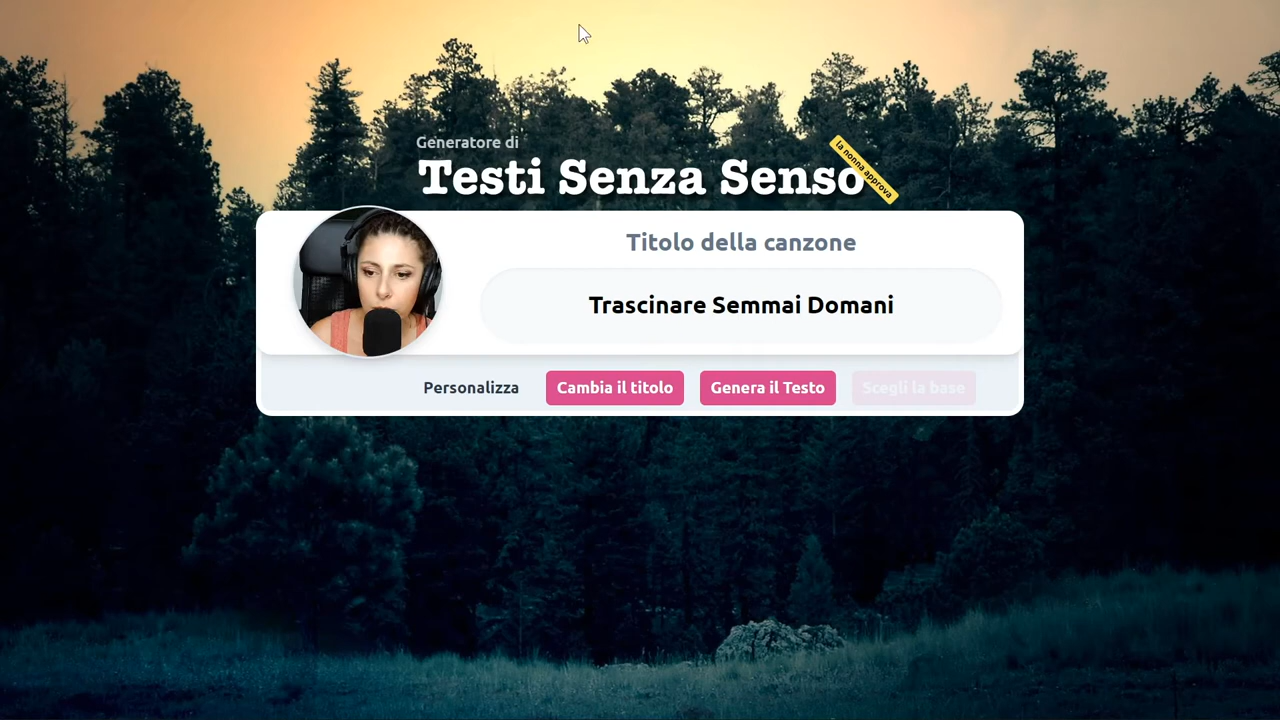 Generatore di
Testi Senza Senso
la nonna approva
Titolo della canzone
Trascinare Semmai Domani
Personalizza
Cambia il titolo
Genera il Testo
Scegli la base